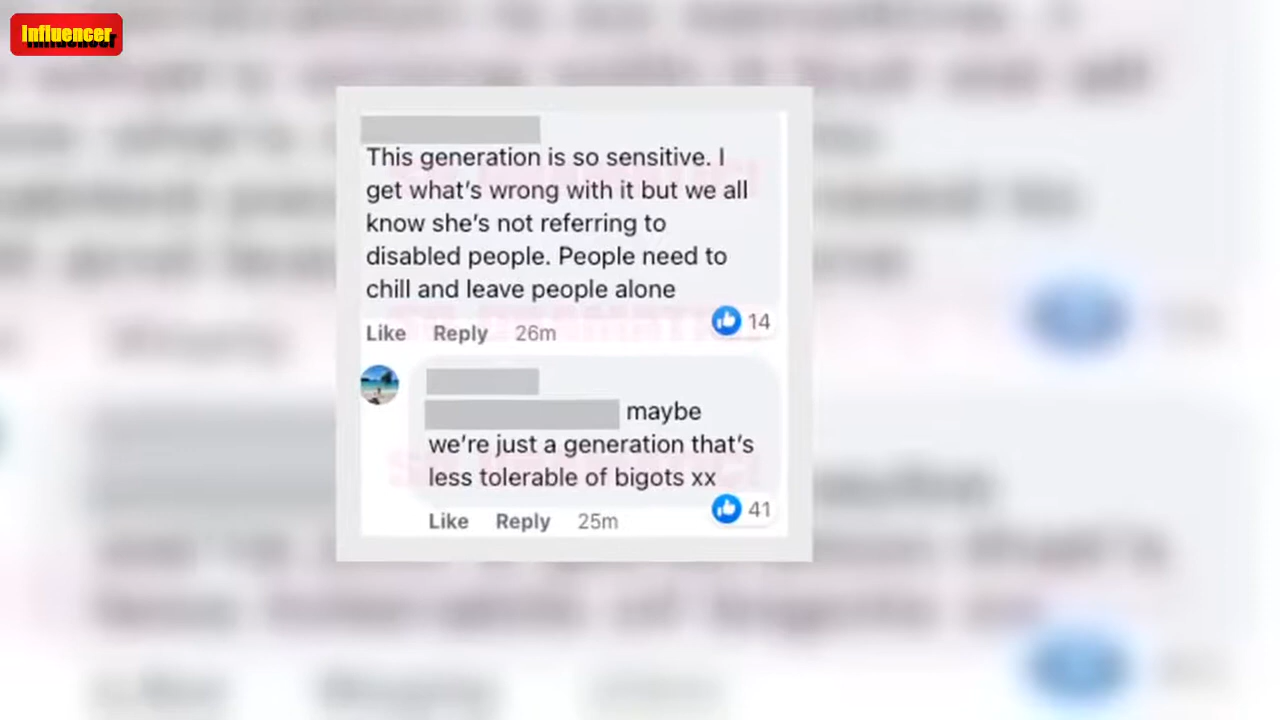 Influencer
This generation is so sensitive. I
get what's wrong with it but we all
know she's not referring to
disabled people. People need to
chill and leave people alone
Like Reply 26m 14
maybe
we're just a generation that's
less tolerable of bigots xx
Like Reply 25m 41